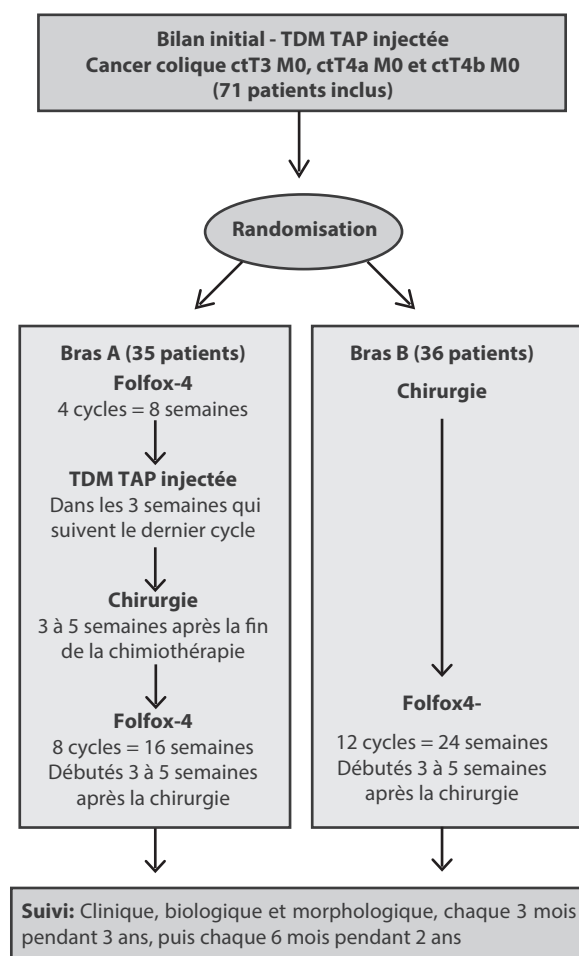 Bilan initial - TDM TAP injectée
Cancer colique ctT3 M0, ctT4a M0 et ctT4b M0
(71 patients inclus)
Randomisation
Bras A (35 patients)
Folfox-4
4 cycles = 8 semaines
TDM TAP injectée
Dans les 3 semaines qui
suivent le dernier cycle
Chirurgie
3 à 5 semaines après la fin
de la chimiothérapie
Folfox-4
8 cycles = 16 semaines
Débutés 3 à 5 semaines
après la chirurgie
Bras B (36 patients)
Chirurgie
Folfox4-
12 cycles = 24 semaines
Débutés 3 à 5 semaines
après la chirurgie
Suivi: Clinique, biologique et morphologique, chaque 3 mois
pendant 3 ans, puis chaque 6 mois pendant 2 ans